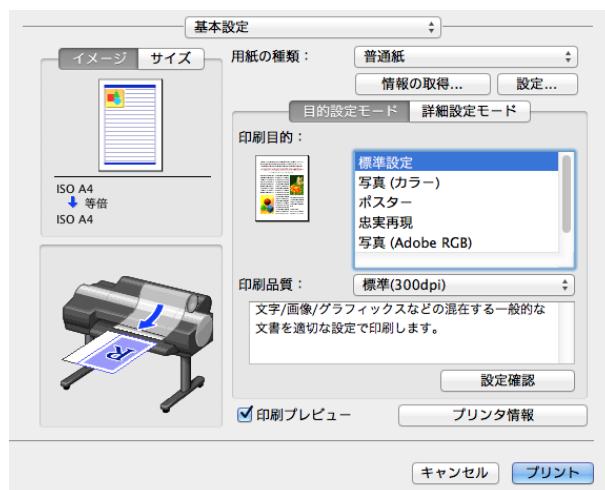 基本設定
イメージ サイズ
用紙の種類： 普通紙
情報の取得... 設定...
目的設定モード 詳細設定モード
印刷目的：
標準設定
写真 (カラー)
ポスター
忠実再現
写真 (Adobe RGB)
ISO A4
等倍
ISO A4
印刷品質： 標準(300dpi)
文字/画像/グラフィックスなどの混在する一般的な
文書を適切な設定で印刷します。
R
設定確認
印刷プレビュー プリンタ情報
キャンセル プリント